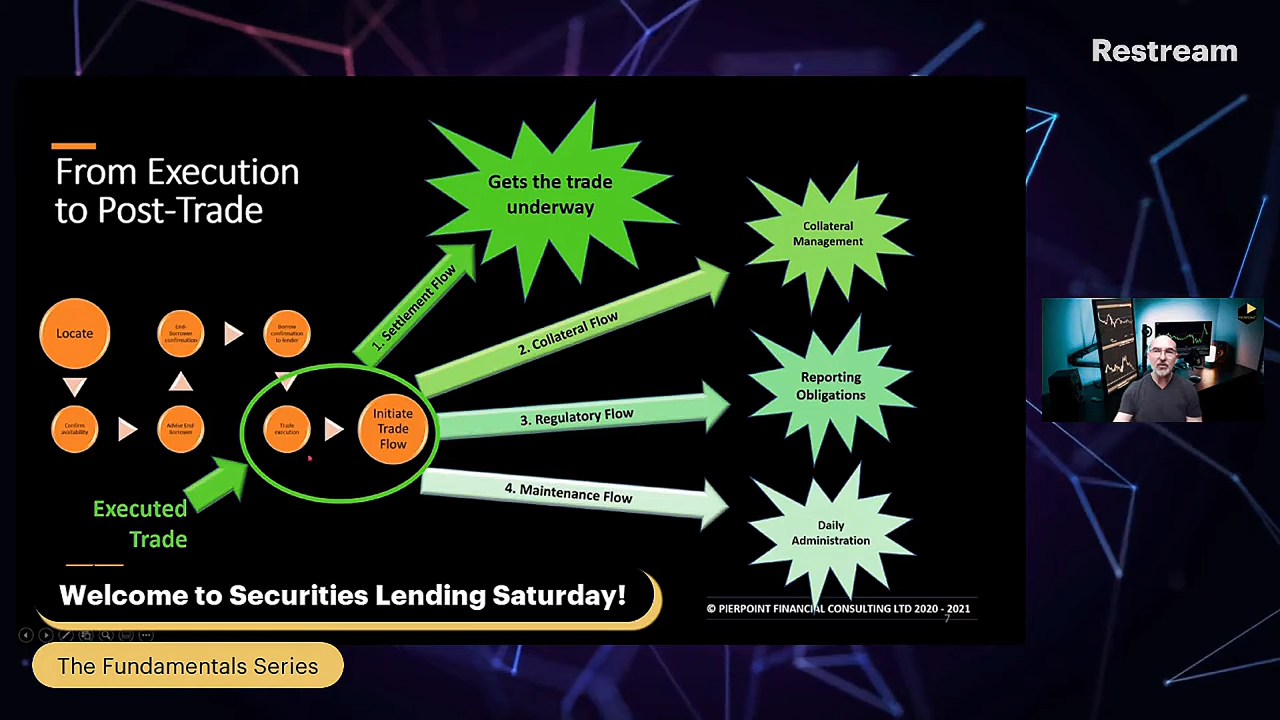 Restream
From Execution
to Post-Trade
Gets the trade
underway
Collateral
Management
1. Settlement Flow
2. Collateral Flow
Locate
End-
Borrower
confirmation
Borrow
confirmation
to lender
Reporting
Obligations
3. Regulatory Flow
Confirm
availability
Advise End
Borrower
Trade
execution
Initiate
Trade
Flow
4. Maintenance Flow
Executed
Trade
Daily
Administration
Welcome to Securities Lending Saturday!
© PIERPOINT FINANCIAL CONSULTING LTD 2020 - 2021
7
The Fundamentals Series